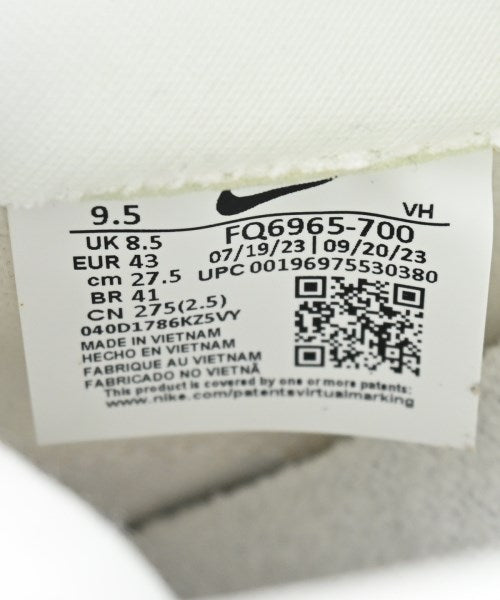 9.5 VH
UK 8.5 FQ6965-700
EUR 43 07/19/23 | 09/20/23
cm 27.5 UPC 00196975530380
BR 41
CN 275(2.5)
040D1786KZ5VY
MADE IN VIETNAM
HECHO EN VIETNAM
FABRIQUE AU VIETNAM
FABRICADO NO VIETNÃ
This product is covered by one or more patents:
www.nike.com/patentsvirtualmarking